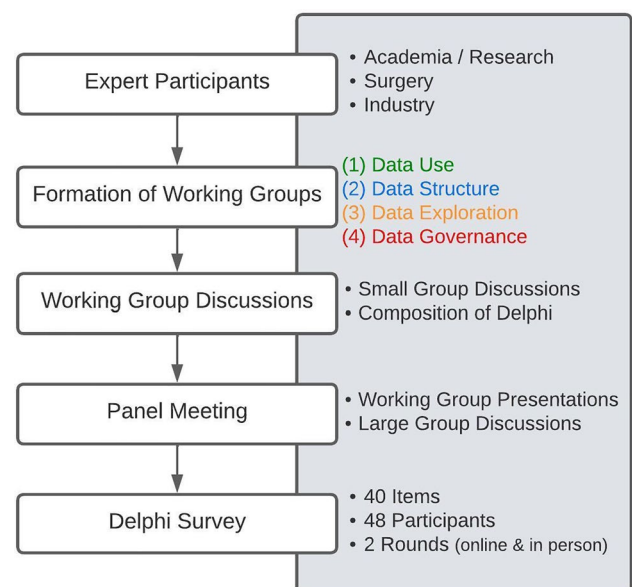 Expert Participants
• Academia / Research
• Surgery
• Industry
Formation of Working Groups
(1) Data Use
(2) Data Structure
(3) Data Exploration
(4) Data Governance
Working Group Discussions
• Small Group Discussions
• Composition of Delphi
Panel Meeting
• Working Group Presentations
• Large Group Discussions
Delphi Survey
• 40 Items
• 48 Participants
• 2 Rounds (online & in person)